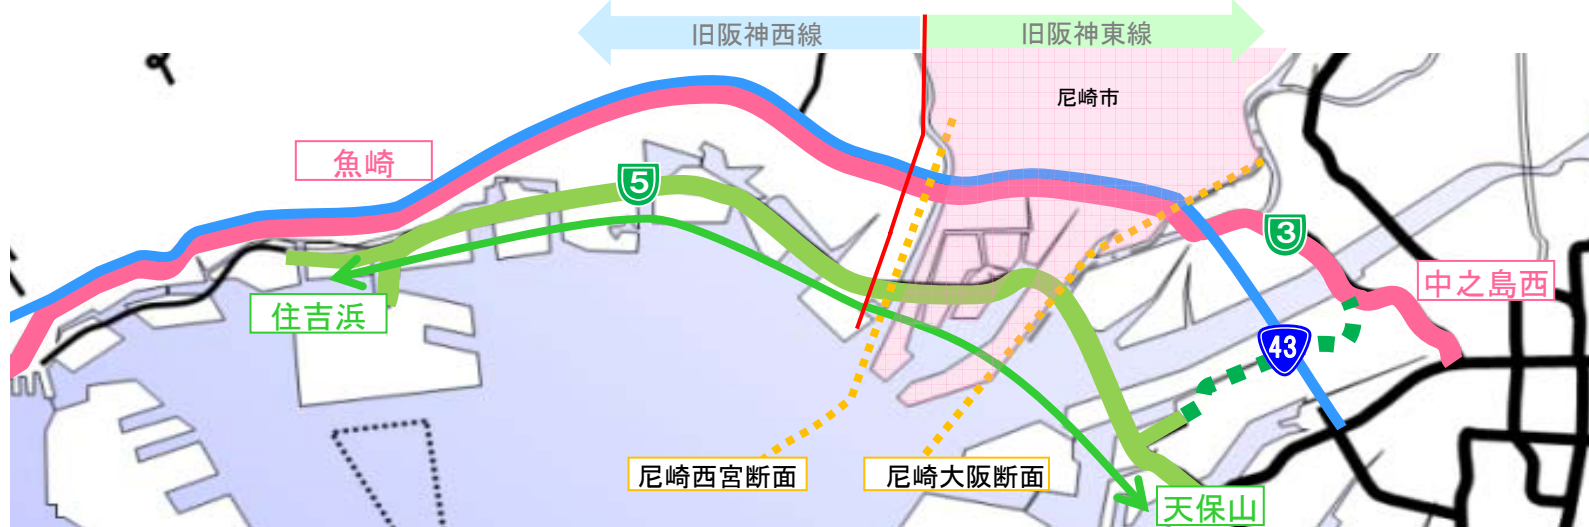 旧阪神西線
旧阪神東線
尼崎市
魚崎
5
3
中之島西
住吉浜
43
尼崎西宮断面
尼崎大阪断面
天保山